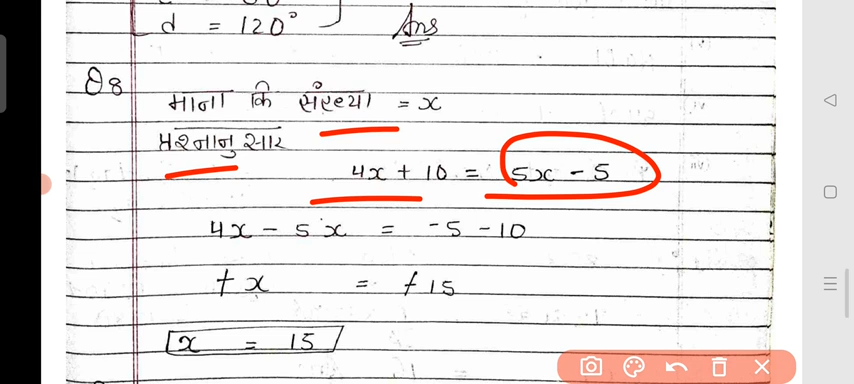 d = 120° Ans
Q8
माना कि संख्या = x
प्रश्नानुसार
4x + 10 = 5x - 5
4x - 5x = -5 - 10
+ x = + 15
x = 15